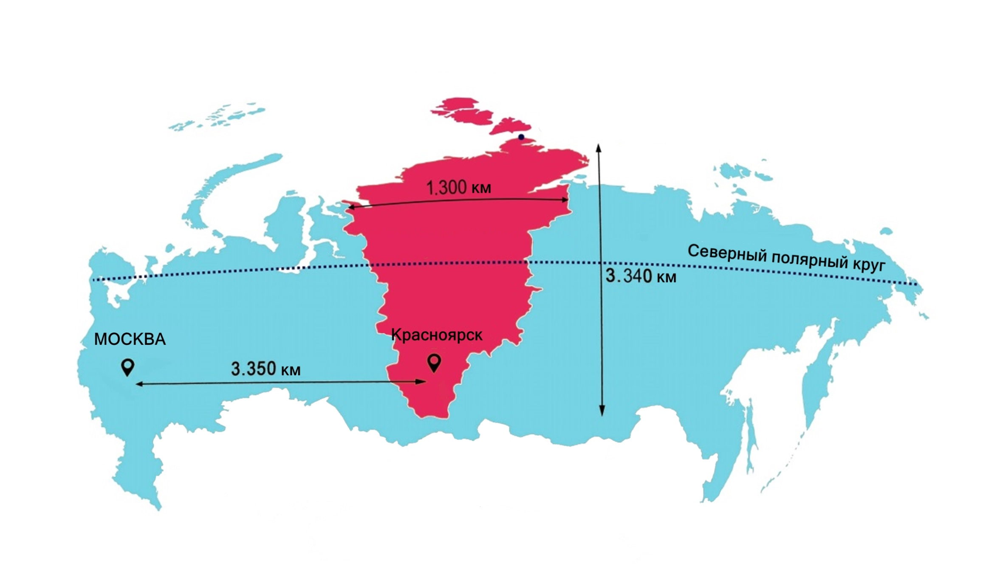 1.300 км
Северный полярный круг
3.340 км
Красноярск
МОСКВА
3.350 км